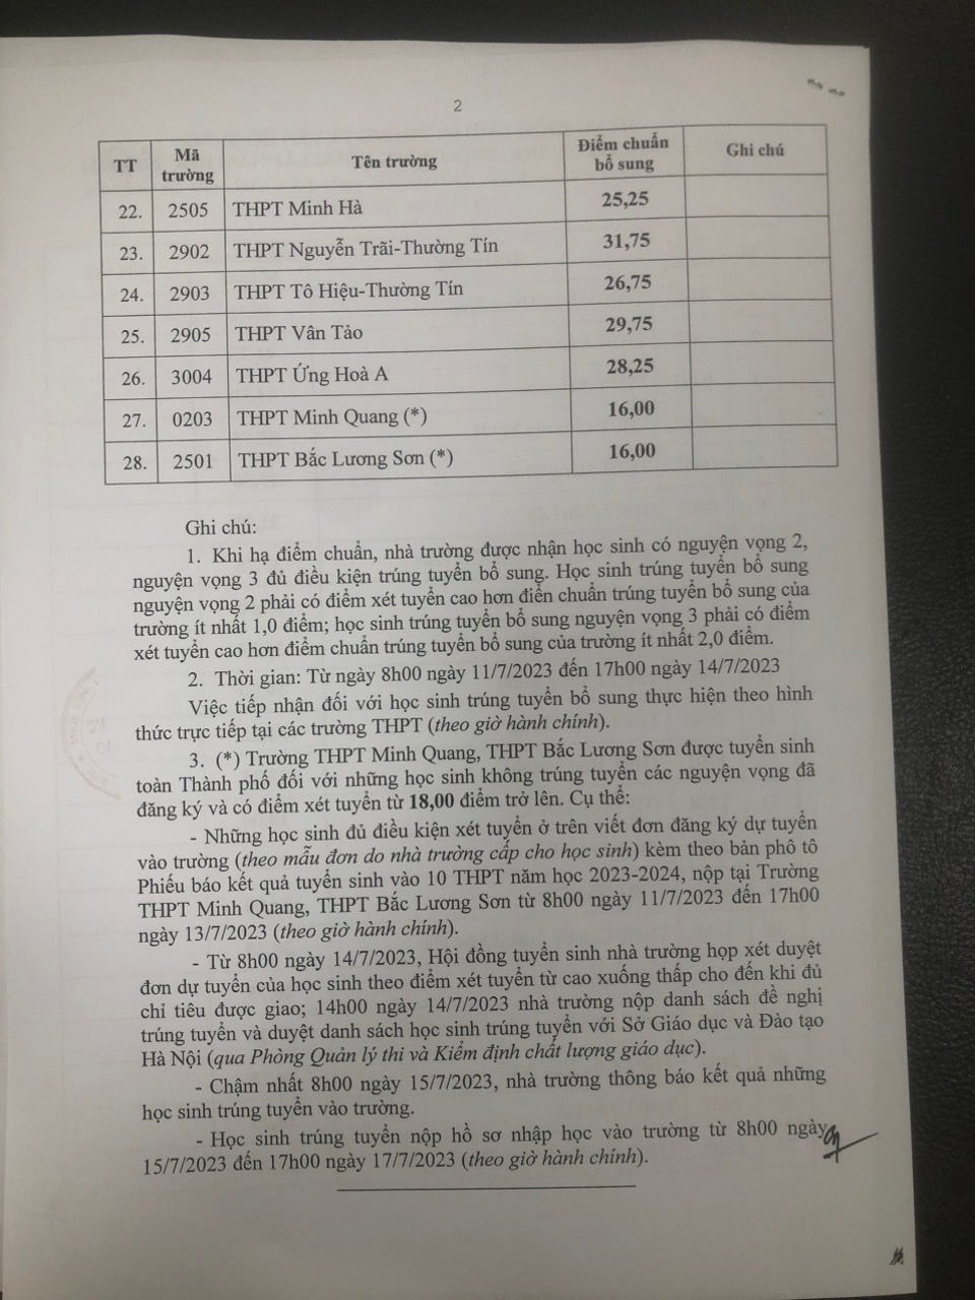 2
TT | Mã trường | Tên trường | Điểm chuẩn bổ sung | Ghi chú
22. | 2505 | THPT Minh Hà | 25,25
23. | 2902 | THPT Nguyễn Trãi-Thường Tín | 31,75
24. | 2903 | THPT Tô Hiệu-Thường Tín | 26,75
25. | 2905 | THPT Vân Tảo | 29,75
26. | 3004 | THPT Ứng Hoà A | 28,25
27. | 0203 | THPT Minh Quang (*) | 16,00
28. | 2501 | THPT Bắc Lương Sơn (*) | 16,00
Ghi chú:
1. Khi hạ điểm chuẩn, nhà trường được nhận học sinh có nguyện vọng 2,
nguyện vọng 3 đủ điều kiện trúng tuyển bổ sung. Học sinh trúng tuyển bổ sung
nguyện vọng 2 phải có điểm xét tuyển cao hơn điển chuẩn trúng tuyển bổ sung của
trường ít nhất 1,0 điểm; học sinh trúng tuyển bổ sung nguyện vọng 3 phải có điểm
xét tuyển cao hơn điểm chuẩn trúng tuyển bổ sung của trường ít nhất 2,0 điểm.
2. Thời gian: Từ ngày 8h00 ngày 11/7/2023 đến 17h00 ngày 14/7/2023
Việc tiếp nhận đối với học sinh trúng tuyển bổ sung thực hiện theo hình
thức trực tiếp tại các trường THPT (theo giờ hành chính).
3. (*) Trường THPT Minh Quang, THPT Bắc Lương Sơn được tuyển sinh
toàn Thành phố đối với những học sinh không trúng tuyển các nguyện vọng đã
đăng ký và có điểm xét tuyển từ 18,00 điểm trở lên. Cụ thể:
- Những học sinh đủ điều kiện xét tuyển ở trên viết đơn đăng ký dự tuyển
vào trường (theo mẫu đơn do nhà trường cấp cho học sinh) kèm theo bản phô tô
Phiếu báo kết quả tuyển sinh vào 10 THPT năm học 2023-2024, nộp tại Trường
THPT Minh Quang, THPT Bắc Lương Sơn từ 8h00 ngày 11/7/2023 đến 17h00
ngày 13/7/2023 (theo giờ hành chính).
- Từ 8h00 ngày 14/7/2023, Hội đồng tuyển sinh nhà trường họp xét duyệt
đơn dự tuyển của học sinh theo điểm xét tuyển từ cao xuống thấp cho đến khi đủ
chỉ tiêu được giao; 14h00 ngày 14/7/2023 nhà trường nộp danh sách đề nghị
trúng tuyển và duyệt danh sách học sinh trúng tuyển với Sở Giáo dục và Đào tạo
Hà Nội (qua Phòng Quản lý thi và Kiểm định chất lượng giáo dục).
- Chậm nhất 8h00 ngày 15/7/2023, nhà trường thông báo kết quả những
học sinh trúng tuyển vào trường.
- Học sinh trúng tuyển nộp hồ sơ nhập học vào trường từ 8h00 ngày
15/7/2023 đến 17h00 ngày 17/7/2023 (theo giờ hành chính).